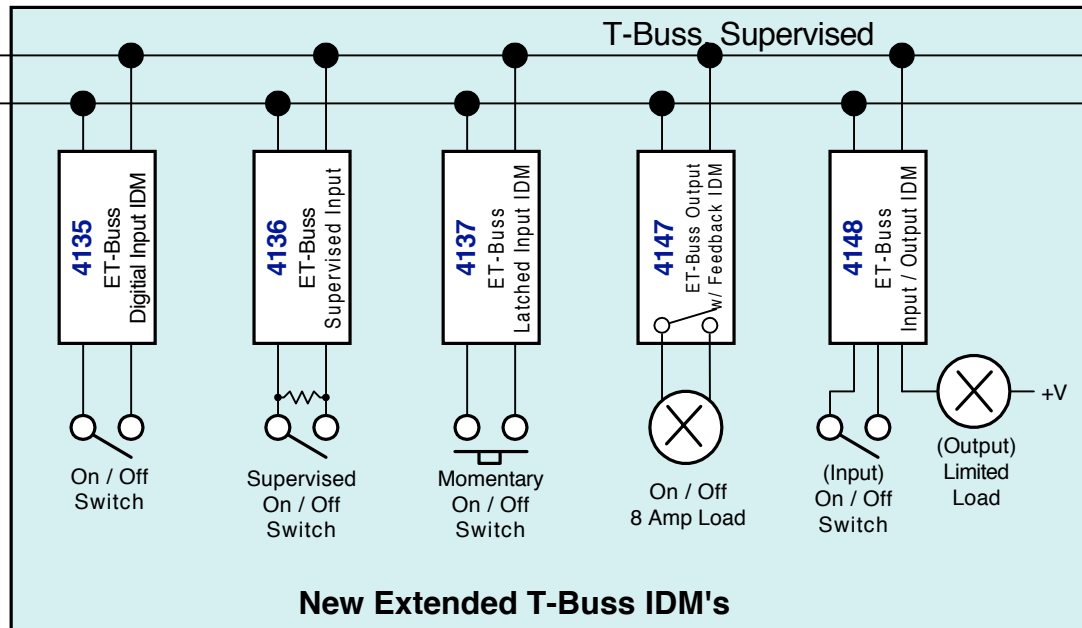 T-Buss, Supervised
4135
ET-Buss
Digitial Input IDM
4136
ET-Buss
Supervised Input
4137
ET-Buss
Latched Input IDM
4147
ET-Buss Output
w/ Feedback IDM
4148
ET-Buss
Input / Output IDM
On / Off
Switch
Supervised
On / Off
Switch
Momentary
On / Off
Switch
On / Off
8 Amp Load
(Input)
On / Off
Switch
+V
(Output)
Limited
Load
New Extended T-Buss IDM's